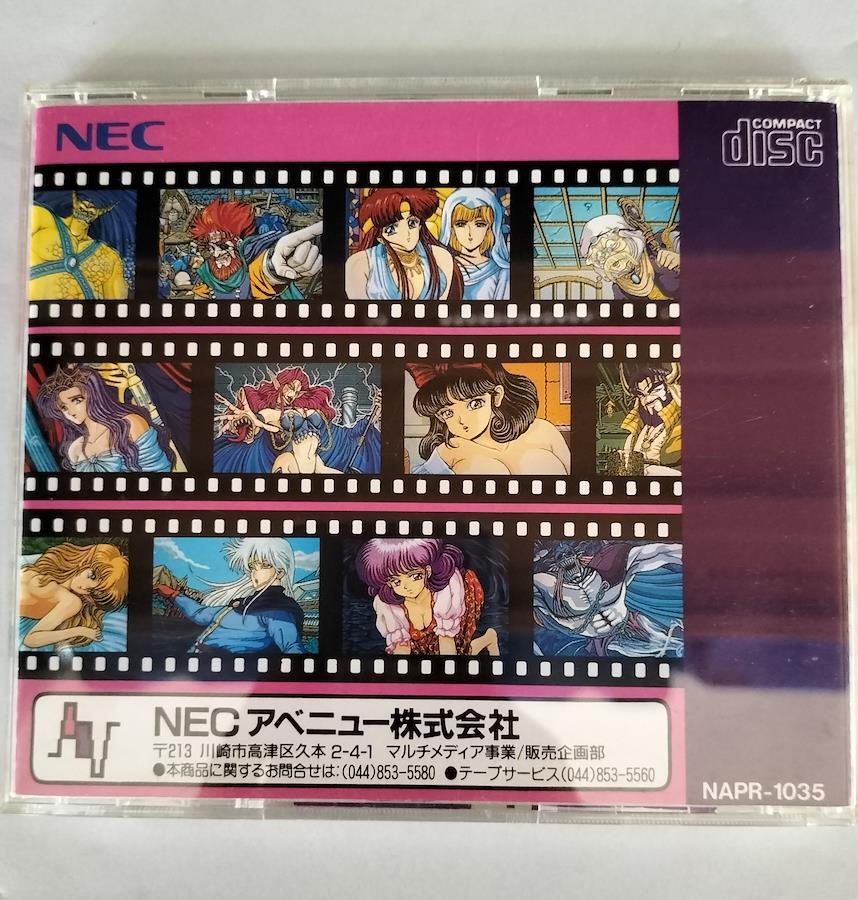 NEC
COMPACT
disc
NECアベニュー株式会社
〒213 川崎市高津区久本2-4-1 マルチメディア事業/販売企画部
●本商品に関するお問合せは:(044)853-5580 ●テープサービス(044)853-5560
NAPR-1035